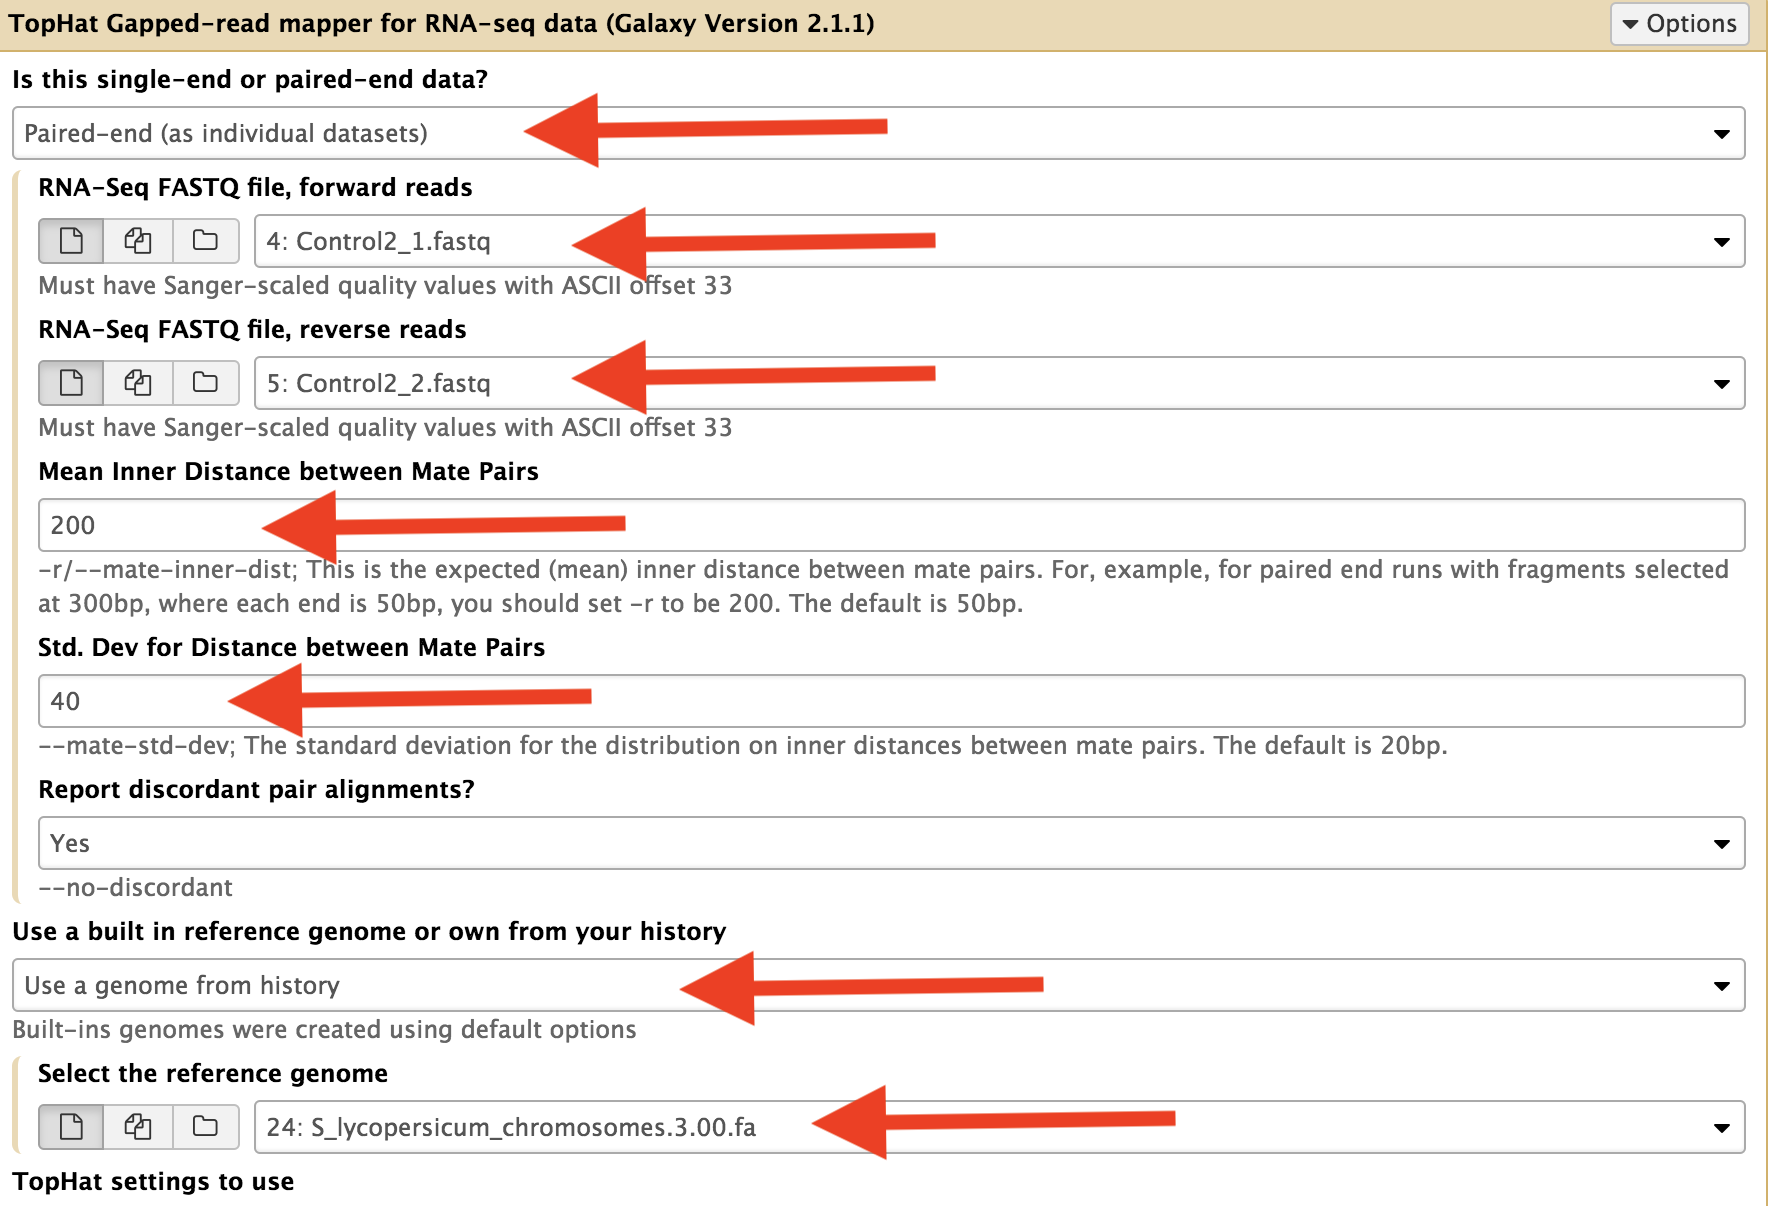 TopHat Gapped-read mapper for RNA-seq data (Galaxy Version 2.1.1)
Options
Is this single-end or paired-end data?
Paired-end (as individual datasets)
RNA-Seq FASTQ file, forward reads
4: Control2_1.fastq
Must have Sanger-scaled quality values with ASCII offset 33
RNA-Seq FASTQ file, reverse reads
5: Control2_2.fastq
Must have Sanger-scaled quality values with ASCII offset 33
Mean Inner Distance between Mate Pairs
200
-r/--mate-inner-dist; This is the expected (mean) inner distance between mate pairs. For, example, for paired end runs with fragments selected
at 300bp, where each end is 50bp, you should set -r to be 200. The default is 50bp.
Std. Dev for Distance between Mate Pairs
40
--mate-std-dev; The standard deviation for the distribution on inner distances between mate pairs. The default is 20bp.
Report discordant pair alignments?
Yes
--no-discordant
Use a built in reference genome or own from your history
Use a genome from history
Built-ins genomes were created using default options
Select the reference genome
24: S_lycopersicum_chromosomes.3.00.fa
TopHat settings to use